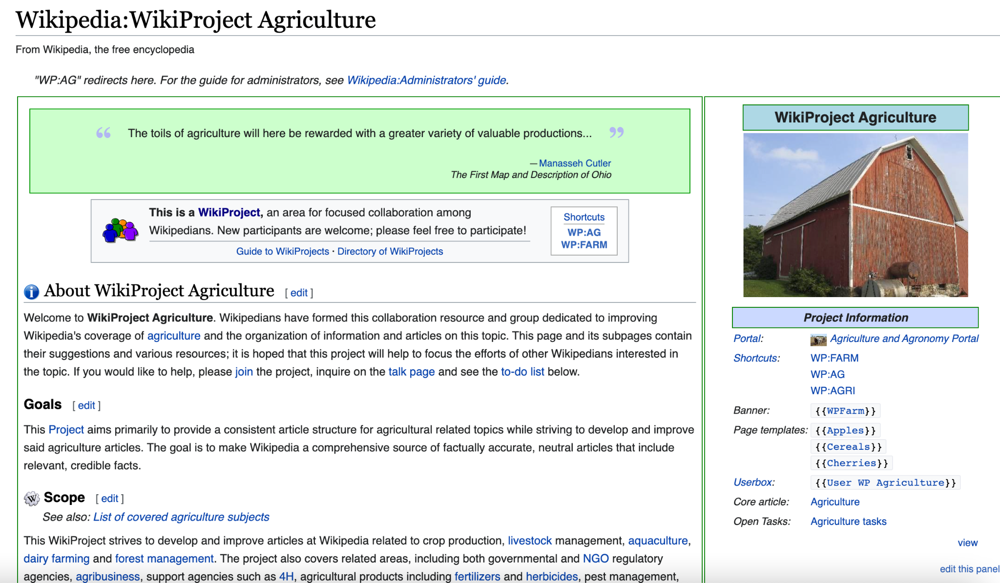 Wikipedia:WikiProject Agriculture
From Wikipedia, the free encyclopedia
"WP:AG" redirects here. For the guide for administrators, see Wikipedia:Administrators' guide.
“ The toils of agriculture will here be rewarded with a greater variety of valuable productions... ”
— Manasseh Cutler
The First Map and Description of Ohio
This is a WikiProject, an area for focused collaboration among
Wikipedians. New participants are welcome; please feel free to participate!
Guide to WikiProjects · Directory of WikiProjects
Shortcuts
WP:AG
WP:FARM
About WikiProject Agriculture [ edit ]
Welcome to WikiProject Agriculture. Wikipedians have formed this collaboration resource and group dedicated to improving
Wikipedia's coverage of agriculture and the organization of information and articles on this topic. This page and its subpages contain
their suggestions and various resources; it is hoped that this project will help to focus the efforts of other Wikipedians interested in
the topic. If you would like to help, please join the project, inquire on the talk page and see the to-do list below.
Goals [ edit ]
This Project aims primarily to provide a consistent article structure for agricultural related topics while striving to develop and improve
said agriculture articles. The goal is to make Wikipedia a comprehensive source of factually accurate, neutral articles that include
relevant, credible facts.
W Scope [ edit ]
See also: List of covered agriculture subjects
This WikiProject strives to develop and improve articles at Wikipedia related to crop production, livestock management, aquaculture,
dairy farming and forest management. The project also covers related areas, including both governmental and NGO regulatory
agencies, agribusiness, support agencies such as 4H, agricultural products including fertilizers and herbicides, pest management,
WikiProject Agriculture
Project Information
Portal: Agriculture and Agronomy Portal
Shortcuts: WP:FARM
WP:AG
WP:AGRI
Banner: {{WPFarm}}
Page templates: {{Apples}}
{{Cereals}}
{{Cherries}}
Userbox: {{User WP Agriculture}}
Core article: Agriculture
Open Tasks: Agriculture tasks
view
edit this panel